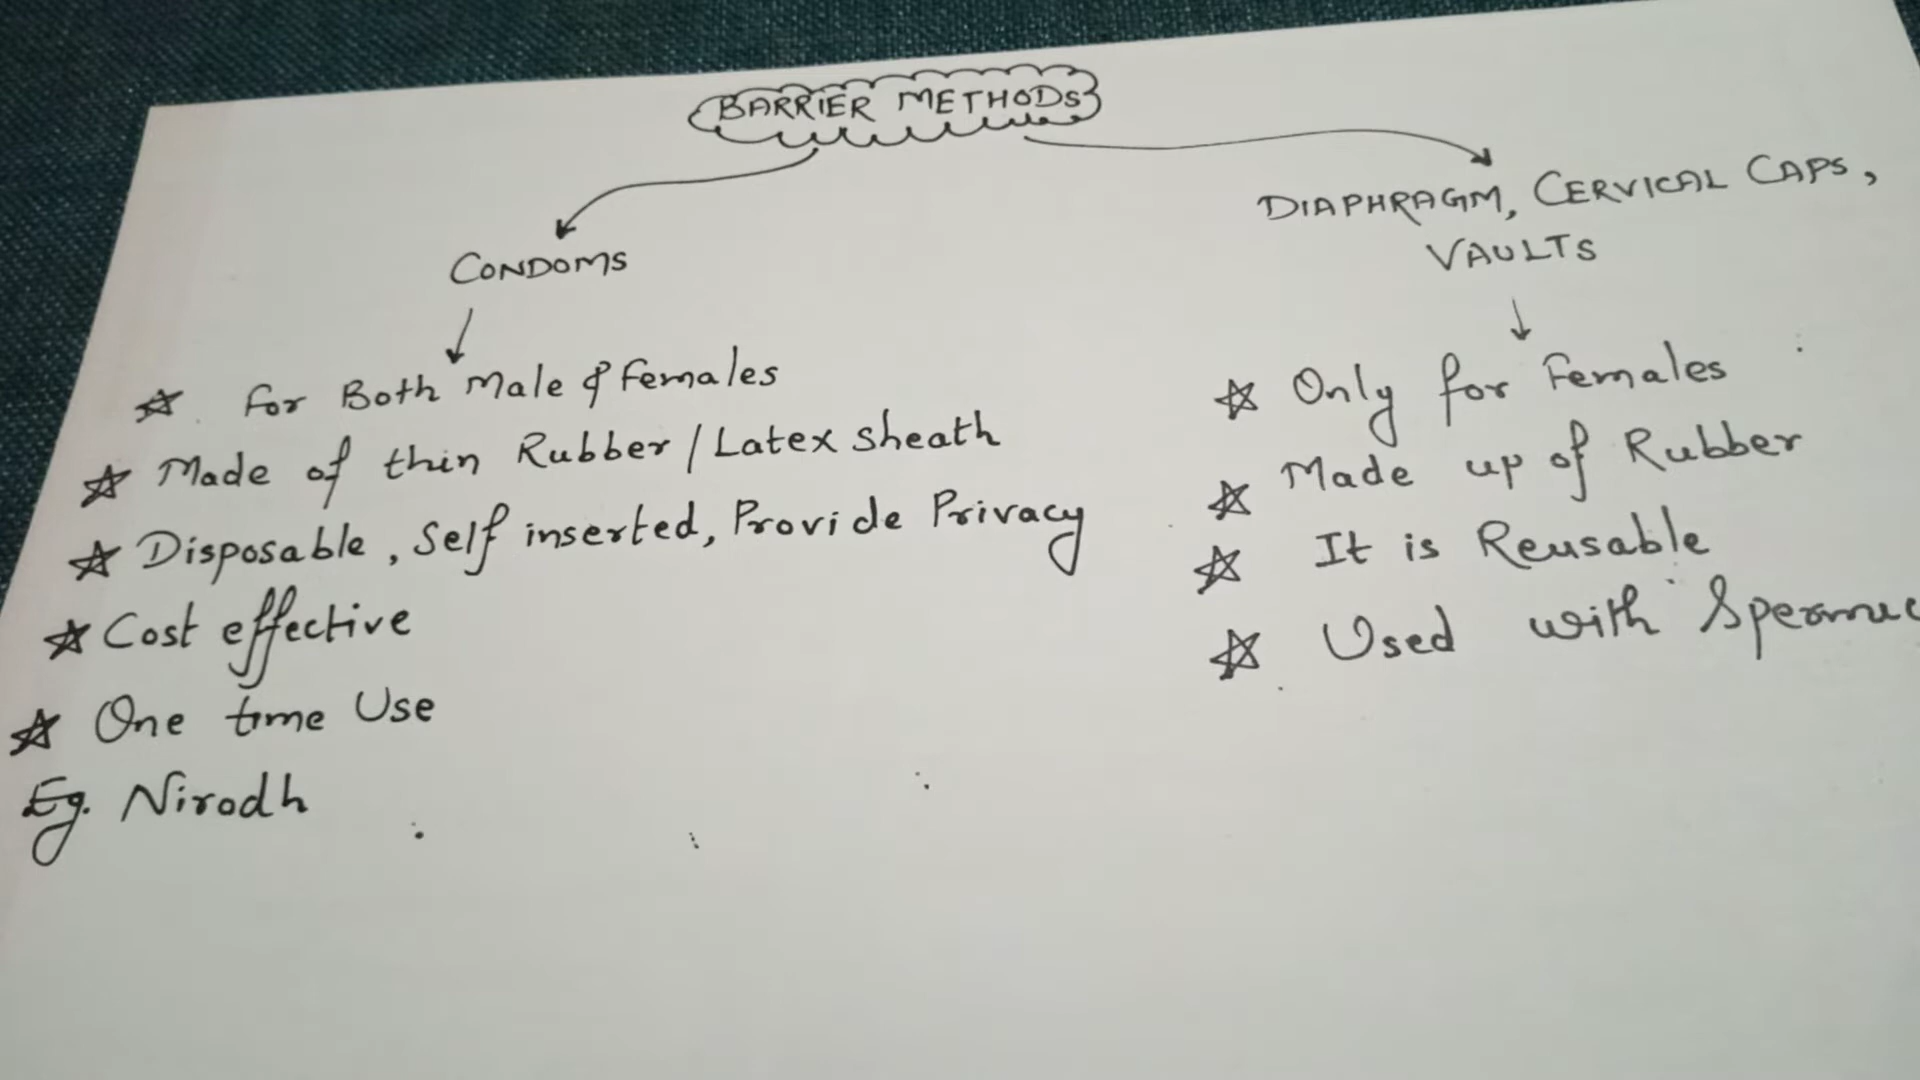 BARRIER METHODS
CONDOMS
☆ For Both Male & Females
☆ Made of thin Rubber / Latex sheath
☆ Disposable, Self inserted, Provide Privacy
☆ Cost effective
☆ One time Use
Eg. Nirodh
DIAPHRAGM, CERVICAL CAPS,
VAULTS
☆ Only for Females
☆ Made up of Rubber
☆ It is Reusable
☆ Used with